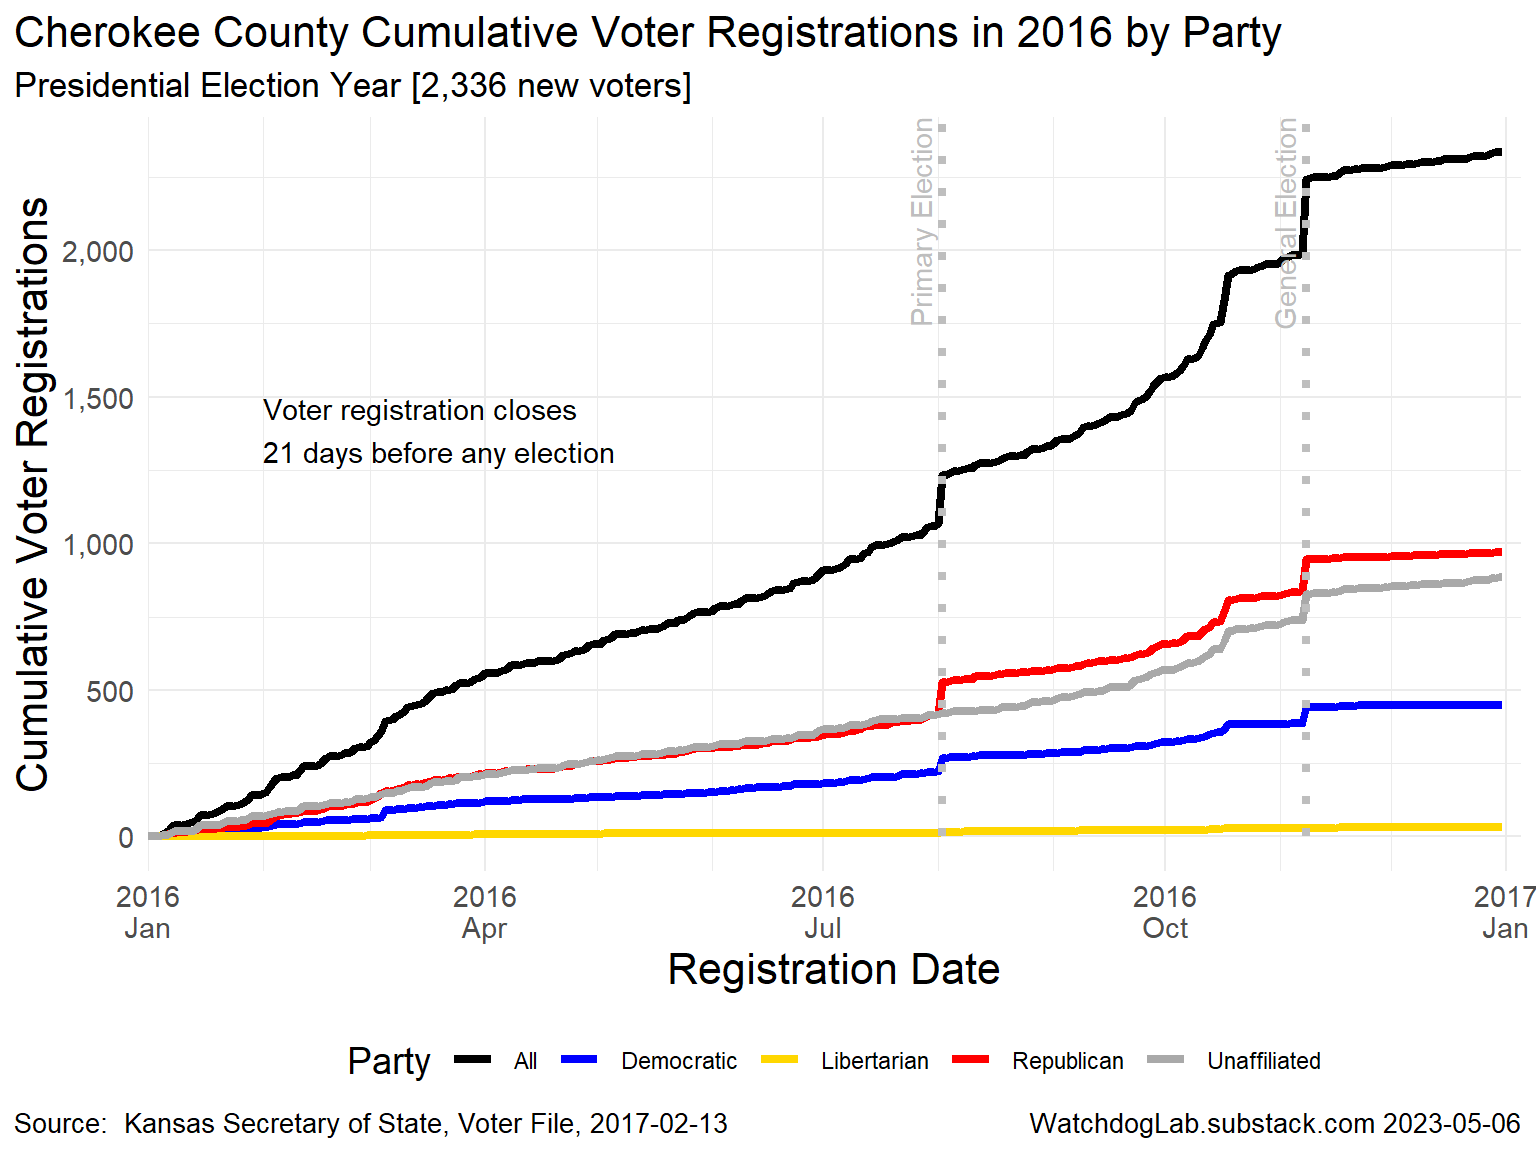 Cherokee County Cumulative Voter Registrations in 2016 by Party
Presidential Election Year [2,336 new voters]
Cumulative Voter Registrations
2,000
1,500
1,000
500
0
Primary Election
General Election
Voter registration closes
21 days before any election
2016
Jan
2016
Apr
2016
Jul
2016
Oct
2017
Jan
Registration Date
Party
All
Democratic
Libertarian
Republican
Unaffiliated
Source:  Kansas Secretary of State, Voter File, 2017-02-13
WatchdogLab.substack.com 2023-05-06